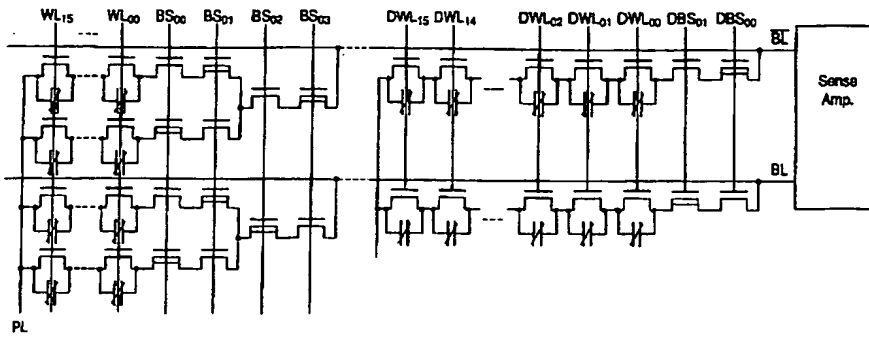 WL15 WL00 BS00 BS01 BS02 BS03 DWL15 DWL14 DWL02 DWL01 DWL00 DBS01 DBS00
BL
Sense
Amp.
BL
PL